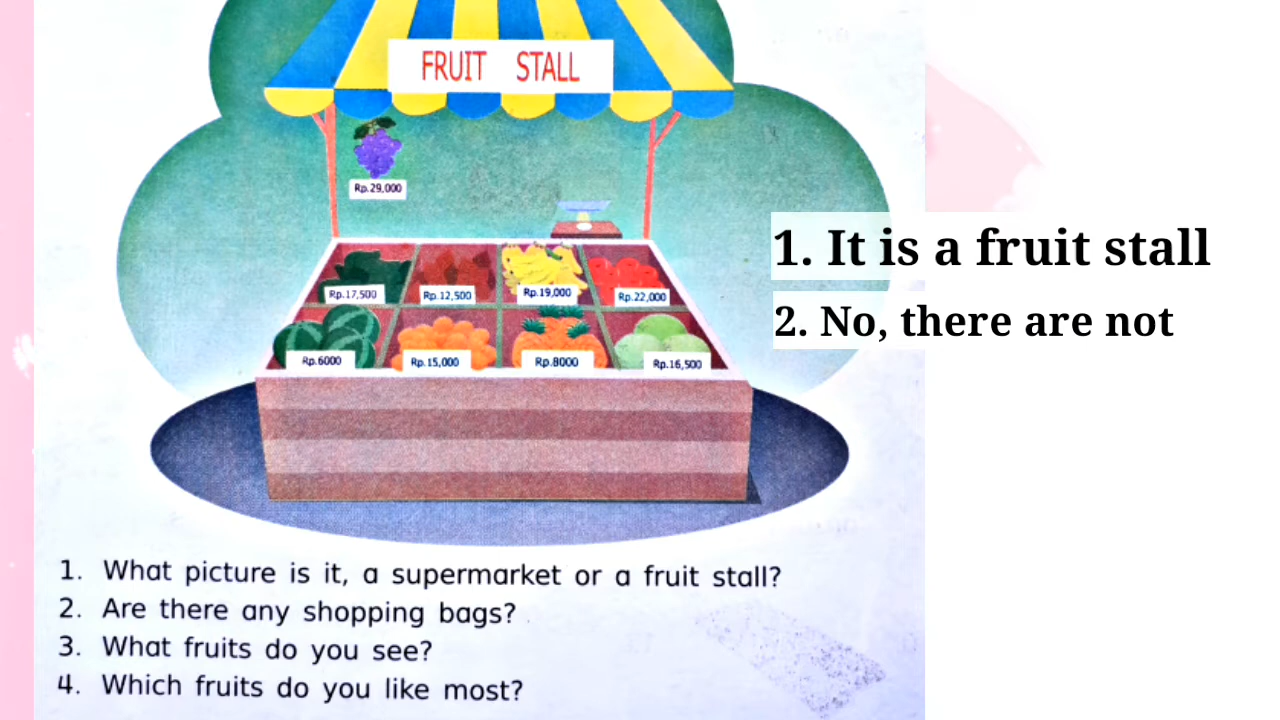 FRUIT STALL
Rp.29,000
Rp.17,500
Rp.12,500
Rp.19,000
Rp.22,000
Rp.6000
Rp.15,000
Rp.8000
Rp.16,500
1. It is a fruit stall
2. No, there are not
1. What picture is it, a supermarket or a fruit stall?
2. Are there any shopping bags?
3. What fruits do you see?
4. Which fruits do you like most?